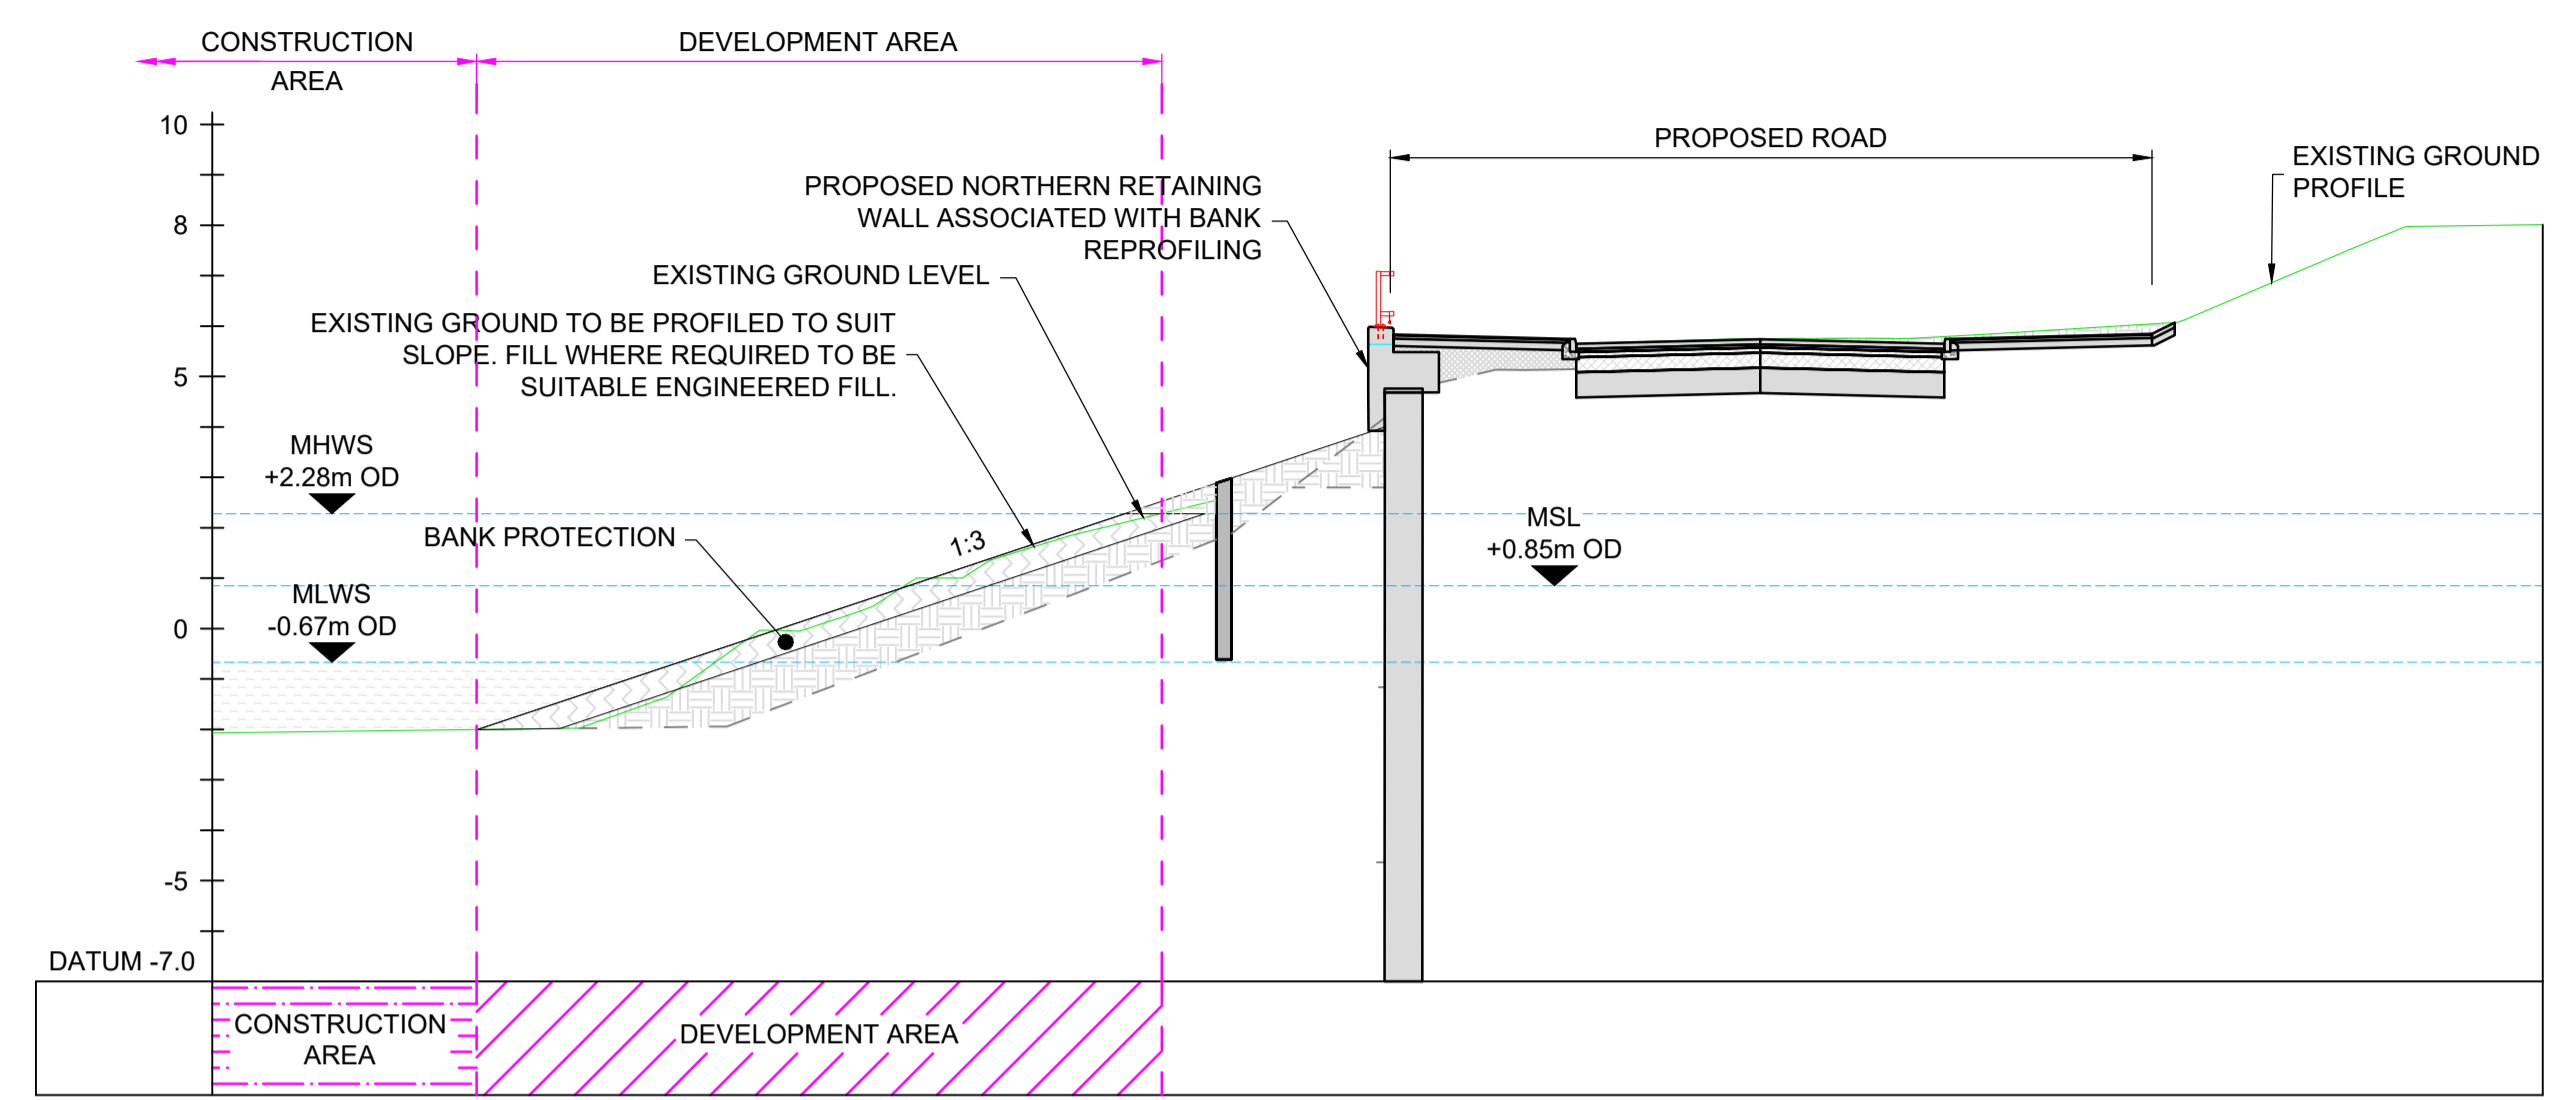 CONSTRUCTION
AREA
DEVELOPMENT AREA
10
8
5
0
-5
PROPOSED ROAD
EXISTING GROUND
PROFILE
PROPOSED NORTHERN RETAINING
WALL ASSOCIATED WITH BANK
REPROFILING
EXISTING GROUND LEVEL
EXISTING GROUND TO BE PROFILED TO SUIT
SLOPE. FILL WHERE REQUIRED TO BE
SUITABLE ENGINEERED FILL.
MHWS
+2.28m OD
BANK PROTECTION
1:3
MSL
+0.85m OD
MLWS
-0.67m OD
DATUM -7.0
CONSTRUCTION
AREA
DEVELOPMENT AREA